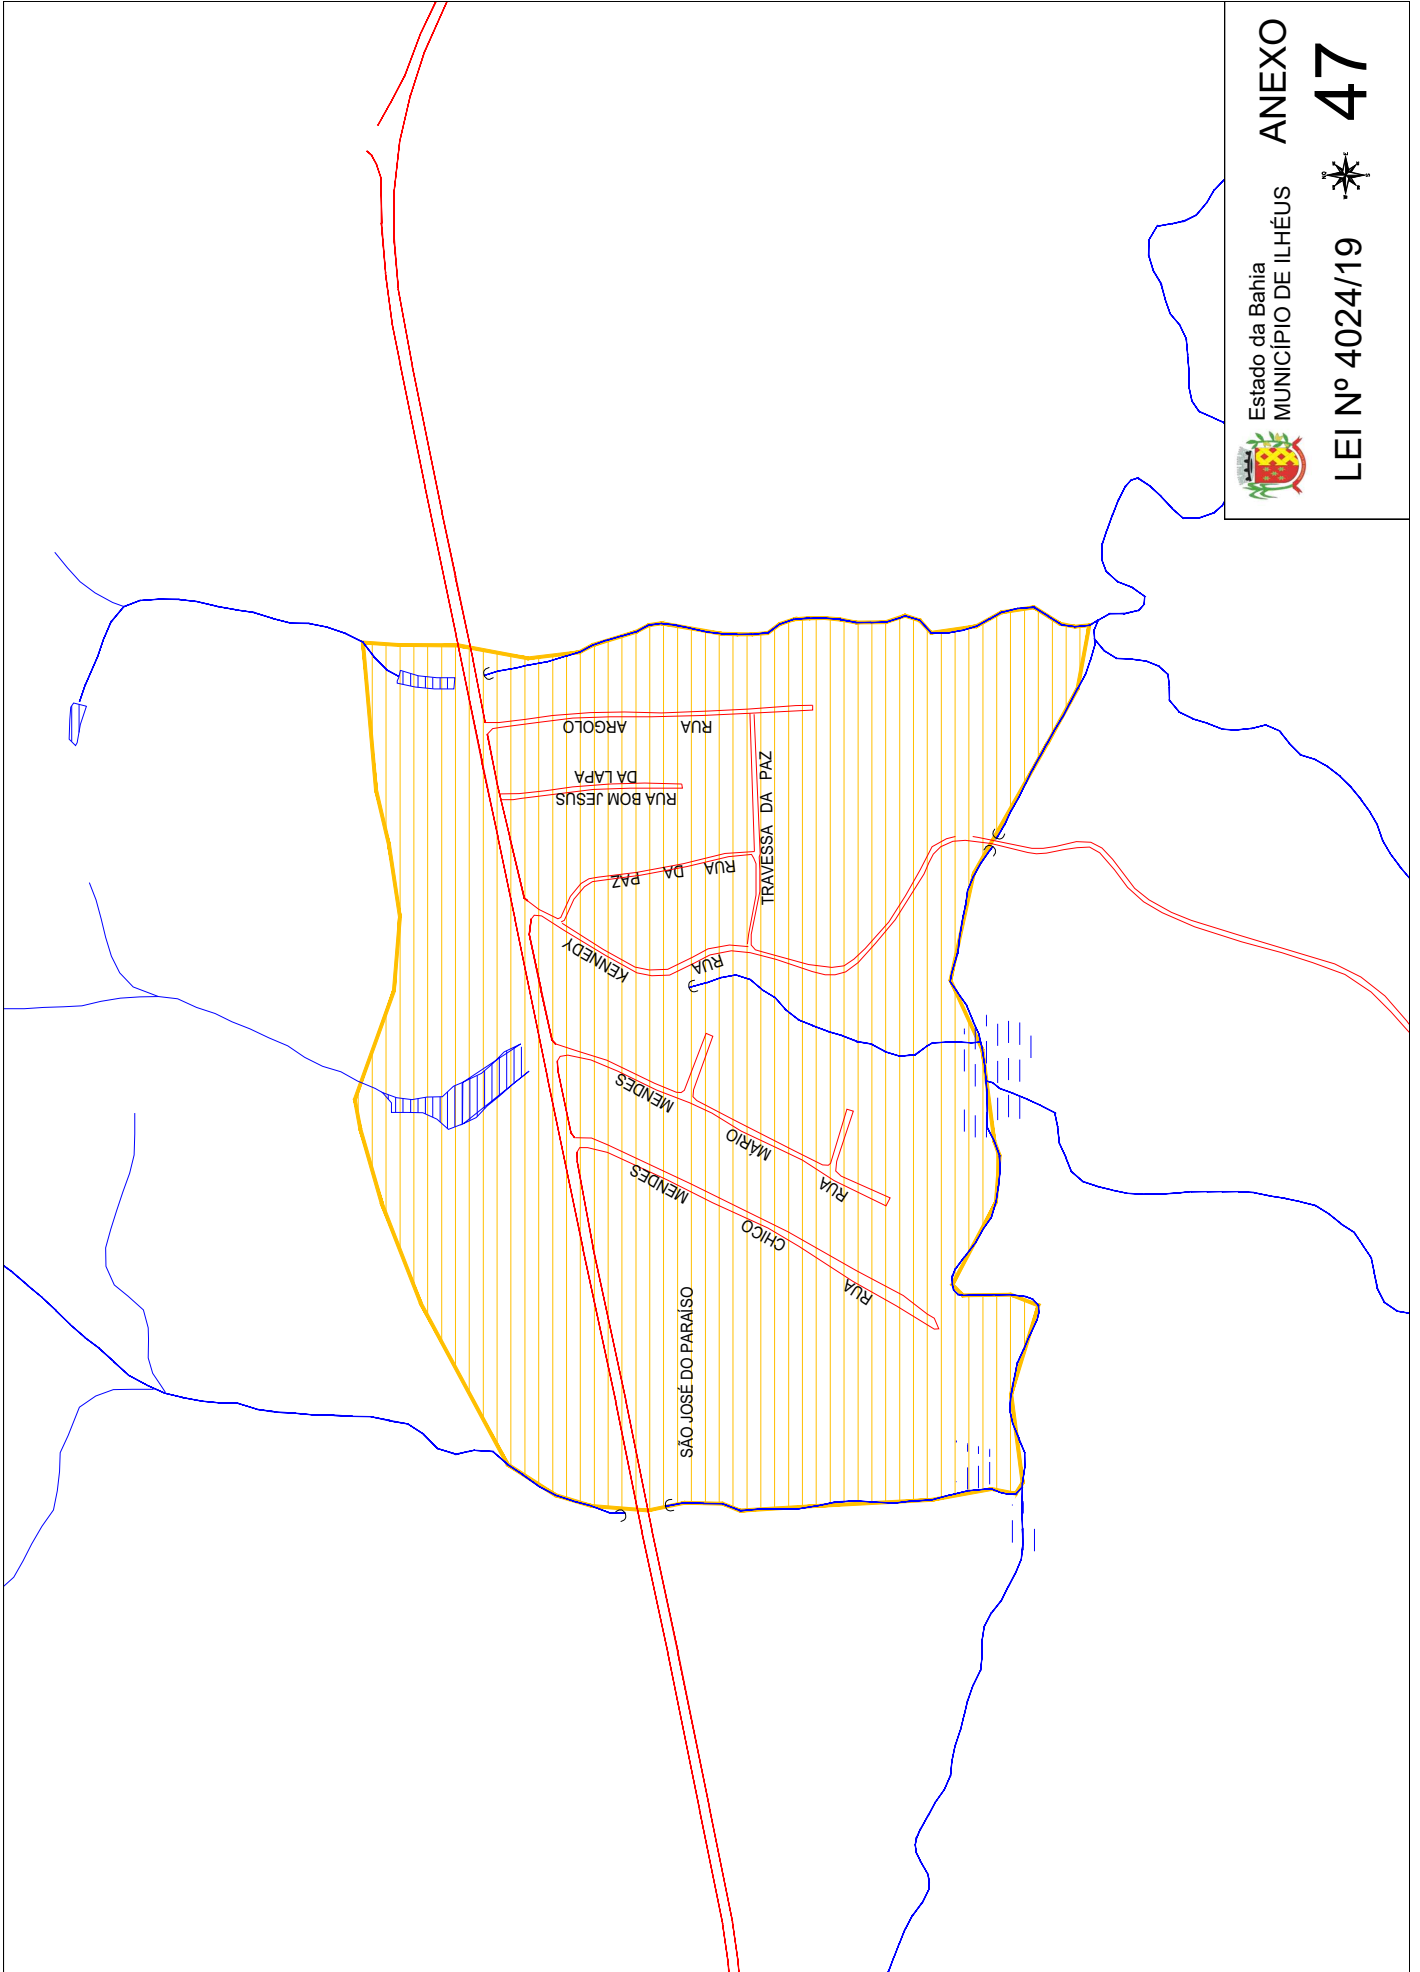 Estado da Bahia
MUNICÍPIO DE ILHÉUS
ANEXO
LEI Nº 4024/19
47
RUA ARGOLO
RUA BOM JESUS
DA LAPA
TRAVESSA DA PAZ
RUA DA PAZ
RUA KENNEDY
RUA MÁRIO MENDES
RUA CHICO MENDES
SÃO JOSÉ DO PARAÍSO